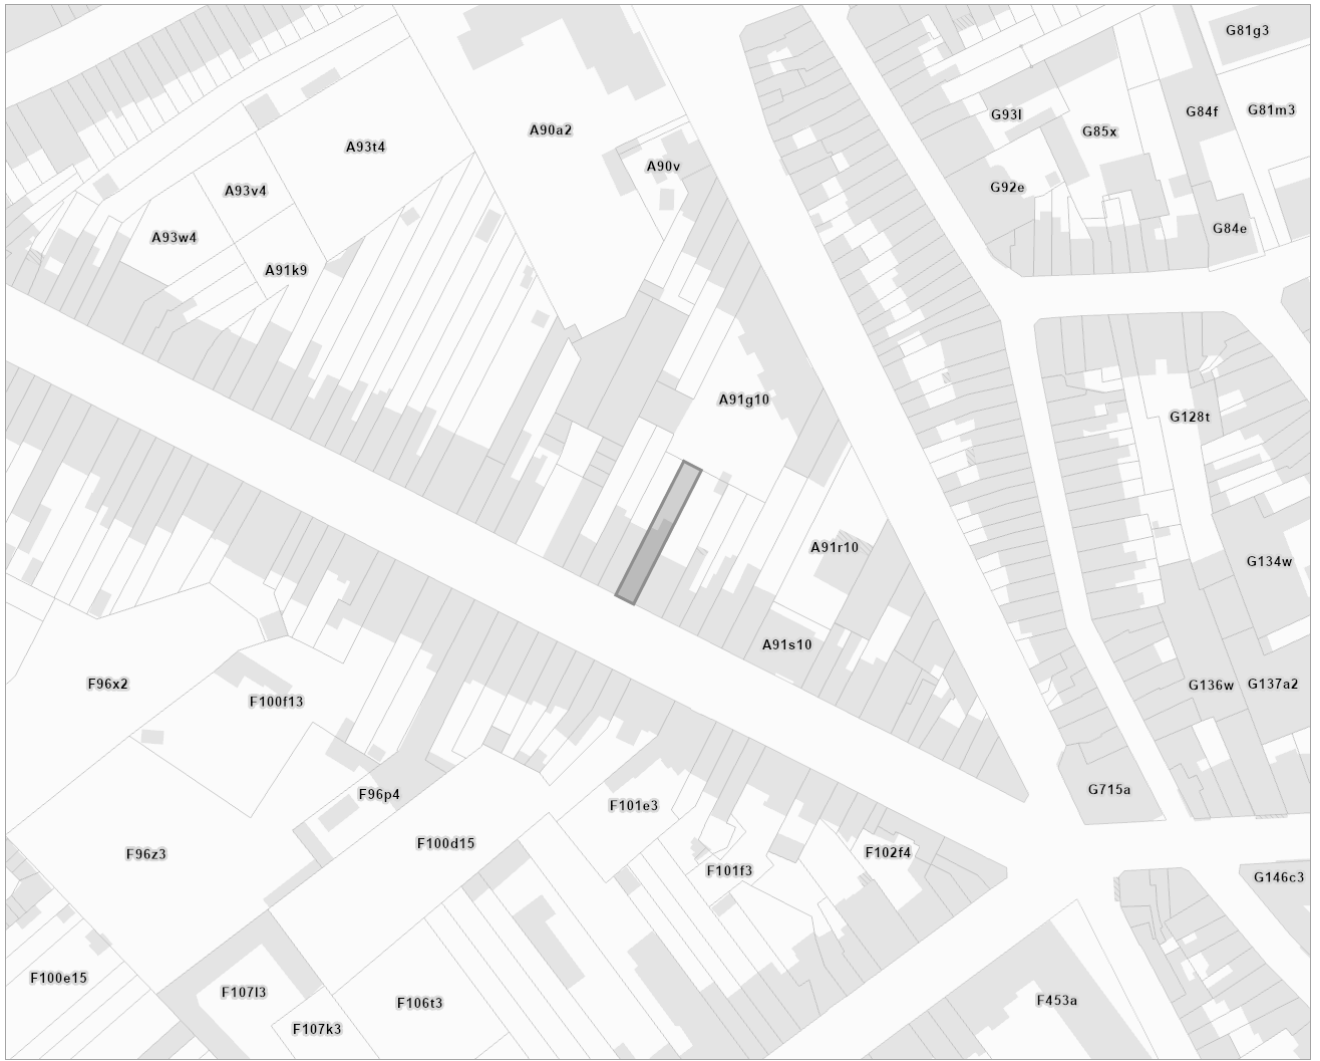 G81g3
A90a2
G93l
G84f
G81m3
A93t4
G85x
A90v
A93v4
G92e
A93w4
G84e
A91k9
A91g10
G128t
A91r10
G134w
A91s10
F96x2
G136w
G137a2
F100f13
G715a
F96p4
F101e3
F100d15
F96z3
F102f4
F101f3
G146c3
F100e15
F107l3
F106t3
F453a
F107k3